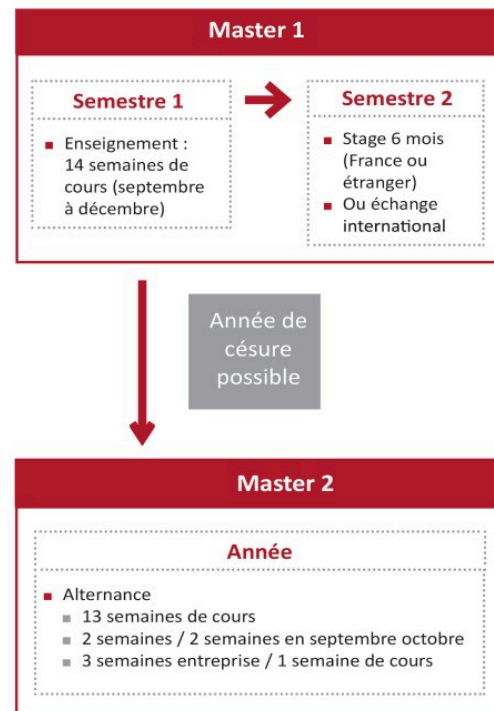 Master 1
Semestre 1
Enseignement :
14 semaines de
cours (septembre
à décembre)
Semestre 2
Stage 6 mois
(France ou
étranger)
Ou échange
international
Année de
césure
possible
Master 2
Année
Alternance
13 semaines de cours
2 semaines / 2 semaines en septembre octobre
3 semaines entreprise / 1 semaine de cours